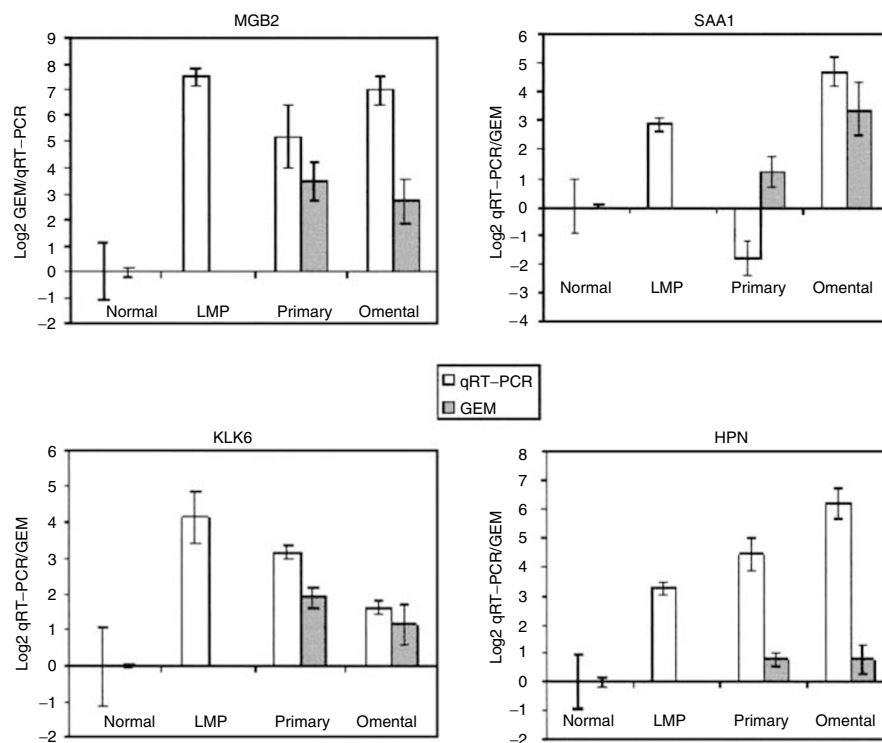 MGB2
Log2 GEM/qRT−PCR
9
8
7
6
5
4
3
2
1
0
−1
−2
Normal
LMP
Primary
Omental
SAA1
Log2 qRT−PCR/GEM
6
5
4
3
2
1
0
−1
−2
−3
−4
Normal
LMP
Primary
Omental
qRT−PCR
GEM
KLK6
Log2 qRT−PCR/GEM
6
5
4
3
2
1
0
−1
−2
Normal
LMP
Primary
Omental
HPN
Log2 qRT−PCR/GEM
8
7
6
5
4
3
2
1
0
−1
−2
Normal
LMP
Primary
Omental